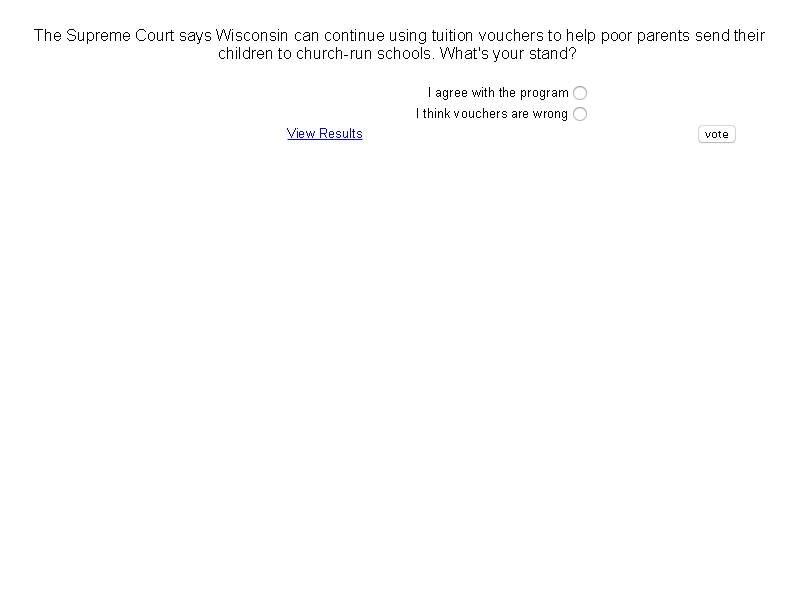 The Supreme Court says Wisconsin can continue using tuition vouchers to help poor parents send their
children to church-run schools. What's your stand?
I agree with the program
I think vouchers are wrong
View Results
vote